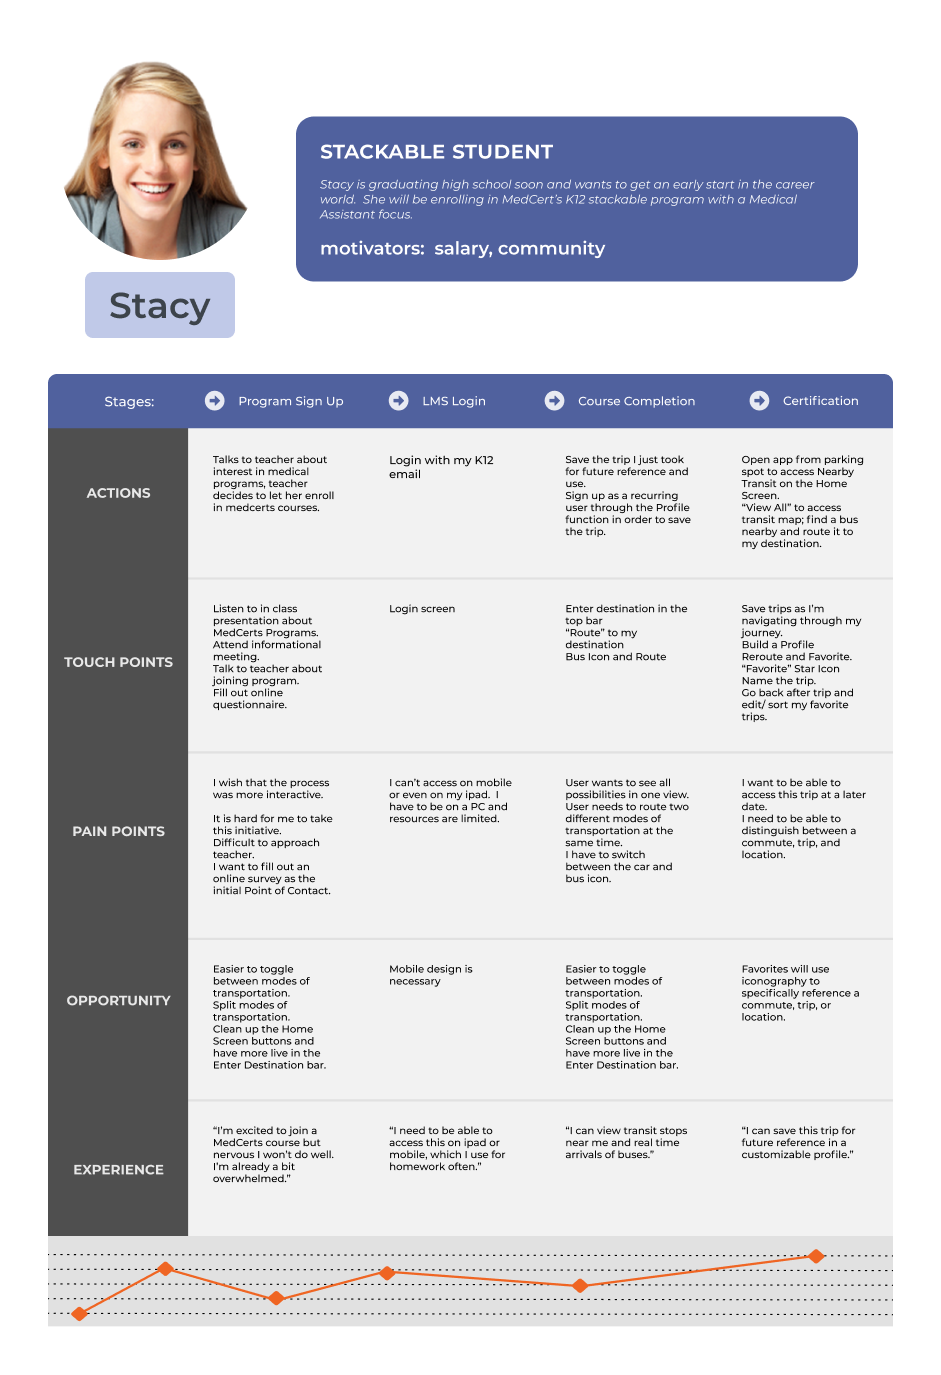 STACKABLE STUDENT
Stacy is graduating high school soon and wants to get an early start in the career
world.  She will be enrolling in MedCert's K12 stackable program with a Medical
Assistant focus.
motivators:  salary, community
Stacy
Stages:
Program Sign Up
LMS Login
Course Completion
Certification
ACTIONS
Talks to teacher about
interest in medical
programs, teacher
decides to let her enroll
in medcerts courses.
Login with my K12
email
Save the trip I just took
for future reference and
use.
Sign up as a recurring
user through the Profile
function in order to save
the trip.
Open app from parking
spot to access Nearby
Transit on the Home
Screen.
“View All” to access
transit map; find a bus
nearby and route it to
my destination.
TOUCH POINTS
Listen to in class
presentation about
MedCerts Programs.
Attend informational
meeting.
Talk to teacher about
joining program.
Fill out online
questionnaire.
Login screen
Enter destination in the
top bar
“Route” to my
destination
Bus Icon and Route
Save trips as I’m
navigating through my
journey.
Build a Profile
Reroute and Favorite.
“Favorite” Star Icon
Name the trip.
Go back after trip and
edit/ sort my favorite
trips.
PAIN POINTS
I wish that the process
was more interactive.
It is hard for me to take
this initiative.
Difficult to approach
teacher.
I want to fill out an
online survey as the
initial Point of Contact.
I can’t access on mobile
or even on my ipad.  I
have to be on a PC and
resources are limited.
User wants to see all
possibilities in one view.
User needs to route two
different modes of
transportation at the
same time.
I have to switch
between the car and
bus icon.
I want to be able to
access this trip at a later
date.
I need to be able to
distinguish between a
commute, trip, and
location.
OPPORTUNITY
Easier to toggle
between modes of
transportation.
Split modes of
transportation.
Clean up the Home
Screen buttons and
have more live in the
Enter Destination bar.
Mobile design is
necessary
Easier to toggle
between modes of
transportation.
Split modes of
transportation.
Clean up the Home
Screen buttons and
have more live in the
Enter Destination bar.
Favorites will use
iconography to
specifically reference a
commute, trip, or
location.
EXPERIENCE
“I’m excited to join a
MedCerts course but
nervous I won’t do well.
I’m already a bit
overwhelmed.”
“I need to be able to
access this on ipad or
mobile, which I use for
homework often.”
“I can view transit stops
near me and real time
arrivals of buses.”
“I can save this trip for
future reference in a
customizable profile.”